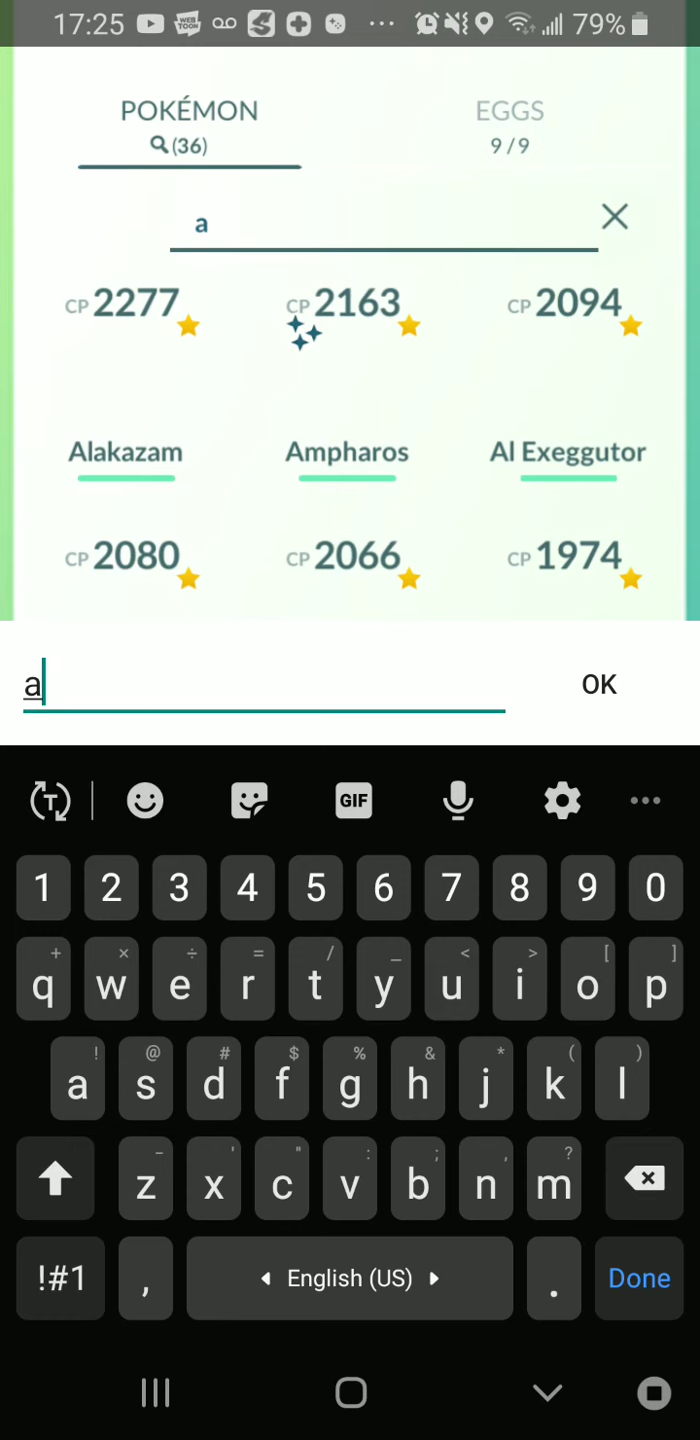 17:25 79%
POKÉMON EGGS
(36) 9 / 9
a
CP 2277 CP 2163 CP 2094
Alakazam Ampharos Al Exeggutor
CP 2080 CP 2066 CP 1974
a OK
T GIF
1 2 3 4 5 6 7 8 9 0
+ × ÷ = / _ < > [ ]
q w e r t y u i o p
! @ # $ % & * ( )
a s d f g h j k l
- ' " : ; , ?
z x c v b n m
!#1 , English (US) . Done